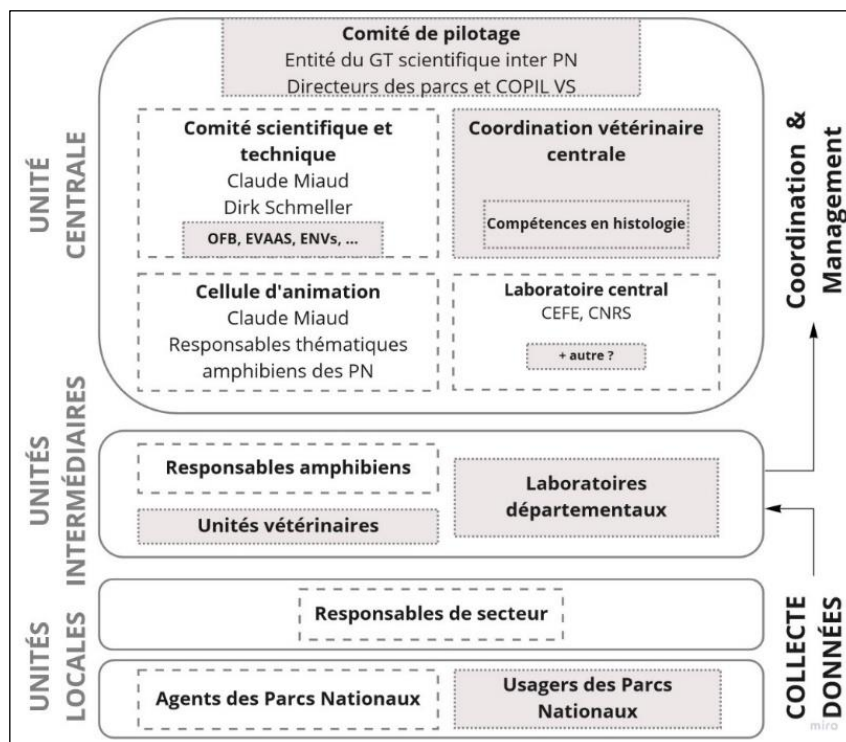 Comité de pilotage
Entité du GT scientifique inter PN
Directeurs des parcs et COPIL VS
UNITÉ
CENTRALE
Comité scientifique et
technique
Claude Miaud
Dirk Schmeller
OFB, EVAAS, ENVs, ...
Coordination vétérinaire
centrale
Compétences en histologie
Cellule d'animation
Claude Miaud
Responsables thématiques
amphibiens des PN
Laboratoire central
CEFE, CNRS
+ autre ?
Coordination &
Management
UNITÉS
INTERMÉDIAIRES
Responsables amphibiens
Unités vétérinaires
Laboratoires
départementaux
UNITÉS
LOCALES
Responsables de secteur
Agents des Parcs Nationaux
Usagers des Parcs
Nationaux
COLLECTE
DONNÉES
miro